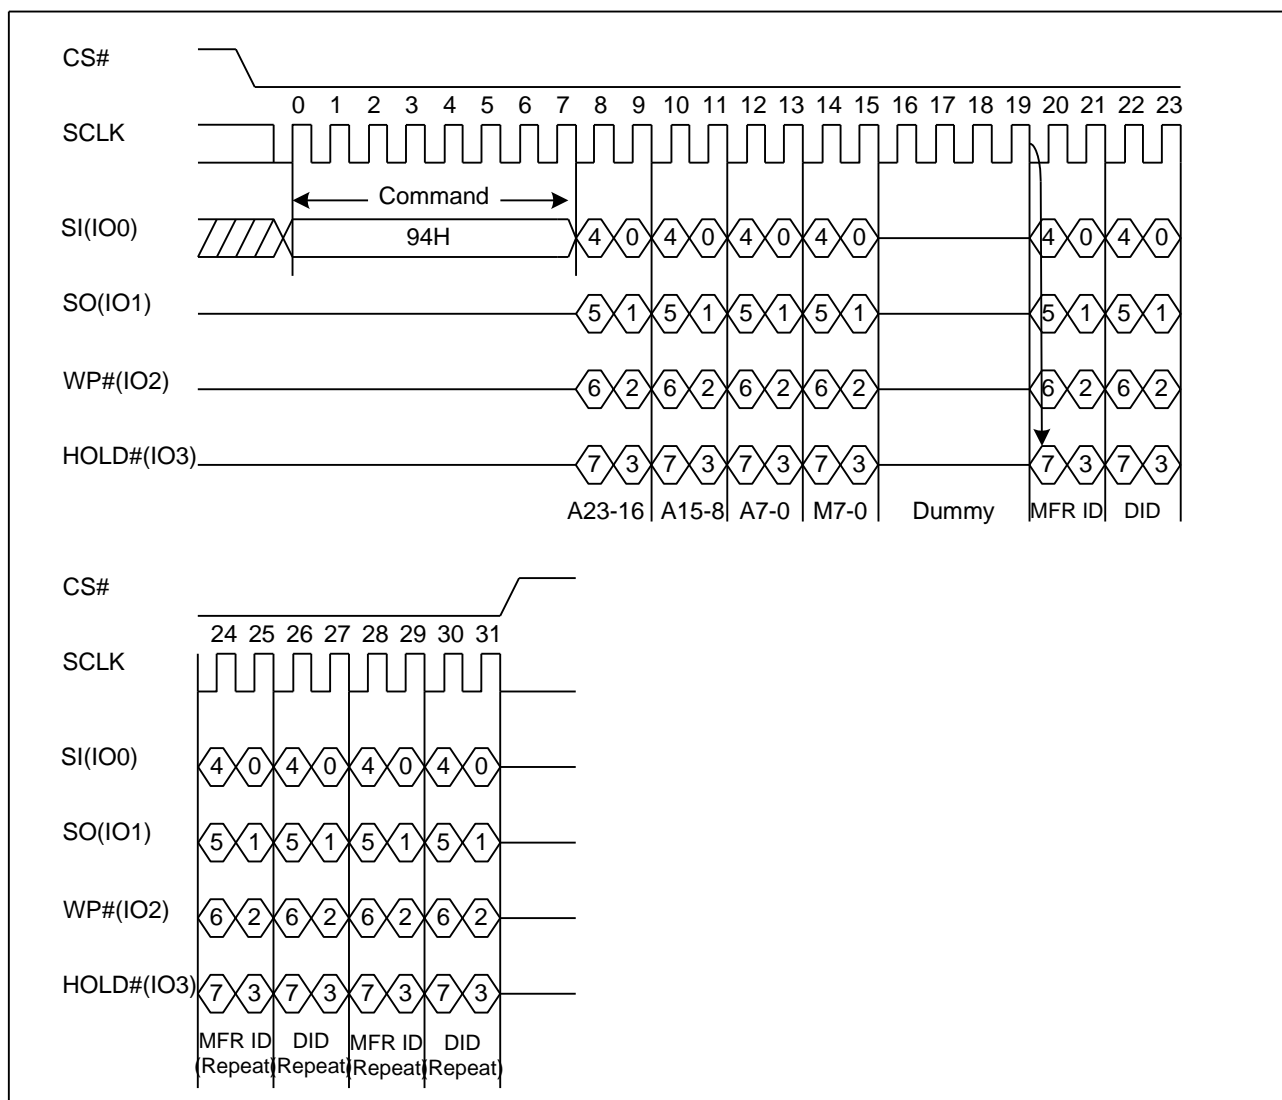 CS#
0 1 2 3 4 5 6 7 8 9 10 11 12 13 14 15 16 17 18 19 20 21 22 23
SCLK
Command
SI(IO0) 94H 4 0 4 0 4 0 4 0 4 0 4 0
SO(IO1) 5 1 5 1 5 1 5 1 5 1 5 1
WP#(IO2) 6 2 6 2 6 2 6 2 6 2 6 2
HOLD#(IO3) 7 3 7 3 7 3 7 3 7 3 7 3
A23-16 A15-8 A7-0 M7-0 Dummy MFR ID DID
CS#
24 25 26 27 28 29 30 31
SCLK
SI(IO0) 4 0 4 0 4 0 4 0
SO(IO1) 5 1 5 1 5 1 5 1
WP#(IO2) 6 2 6 2 6 2 6 2
HOLD#(IO3) 7 3 7 3 7 3 7 3
MFR ID DID MFR ID DID
(Repeat) (Repeat) (Repeat) (Repeat)